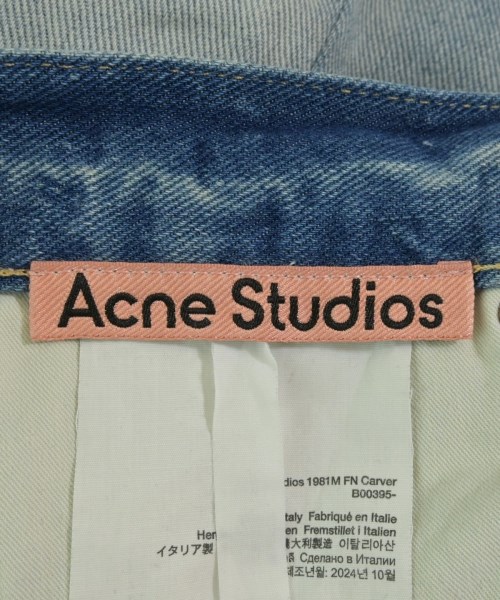 Acne Studios
dios 1981M FN Carver
B00395-
taly Fabriqué en Italie
Her en Fremstillet i Italien
イタリア製 大利製造 이탈리아산
Сделано в Италии
제조년월: 2024년 10월